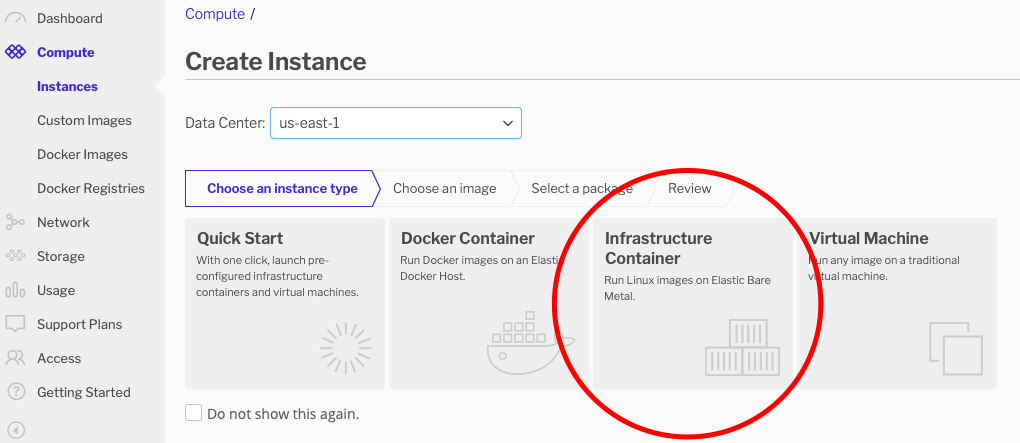 Dashboard
Compute
Instances
Custom Images
Docker Images
Docker Registries
Network
Storage
Usage
Support Plans
Access
? Getting Started
Compute /
Create Instance
Data Center: us-east-1
Choose an instance type Choose an image Select a package Review
Quick Start
With one click, launch pre-
configured infrastructure
containers and virtual machines.
Docker Container
Run Docker images on an Elastic
Docker Host.
Infrastructure
Container
Run Linux images on Elastic Bare
Metal.
Virtual Machine
Run any image on a traditional
virtual machine.
Do not show this again.